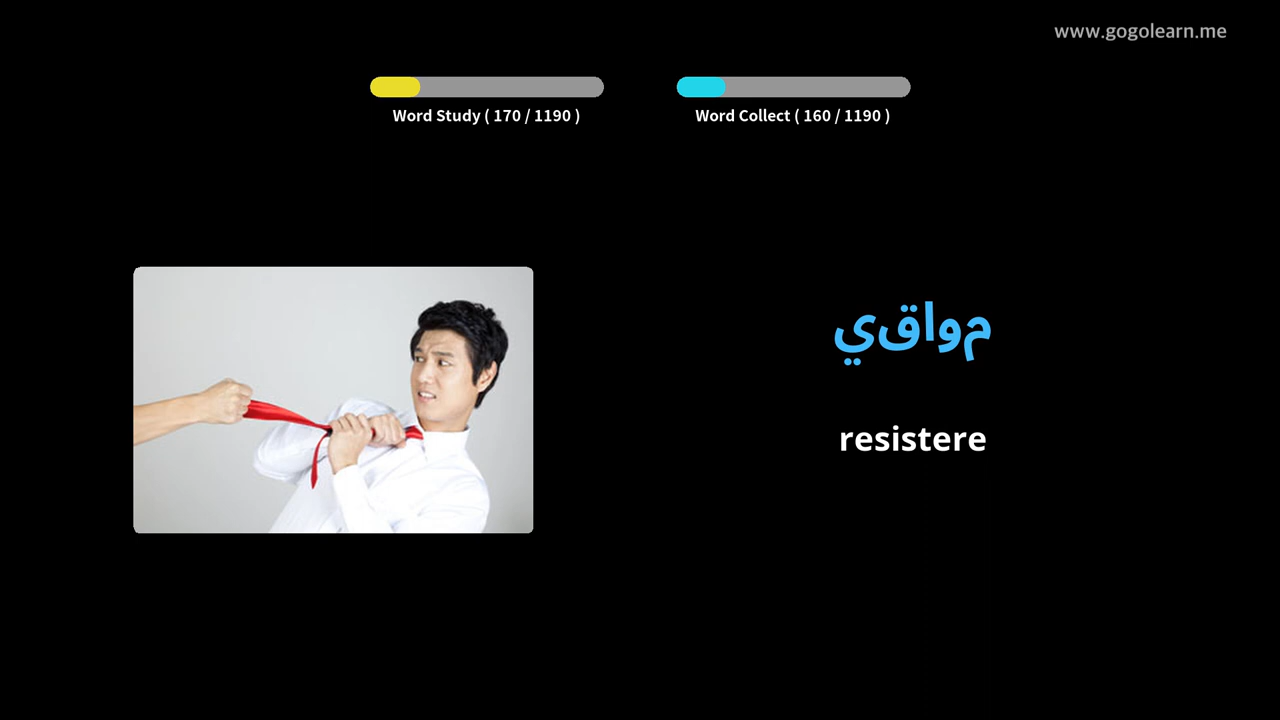 www.gogolearn.me
Word Study ( 170 / 1190 )
Word Collect ( 160 / 1190 )
مواقي
resistere